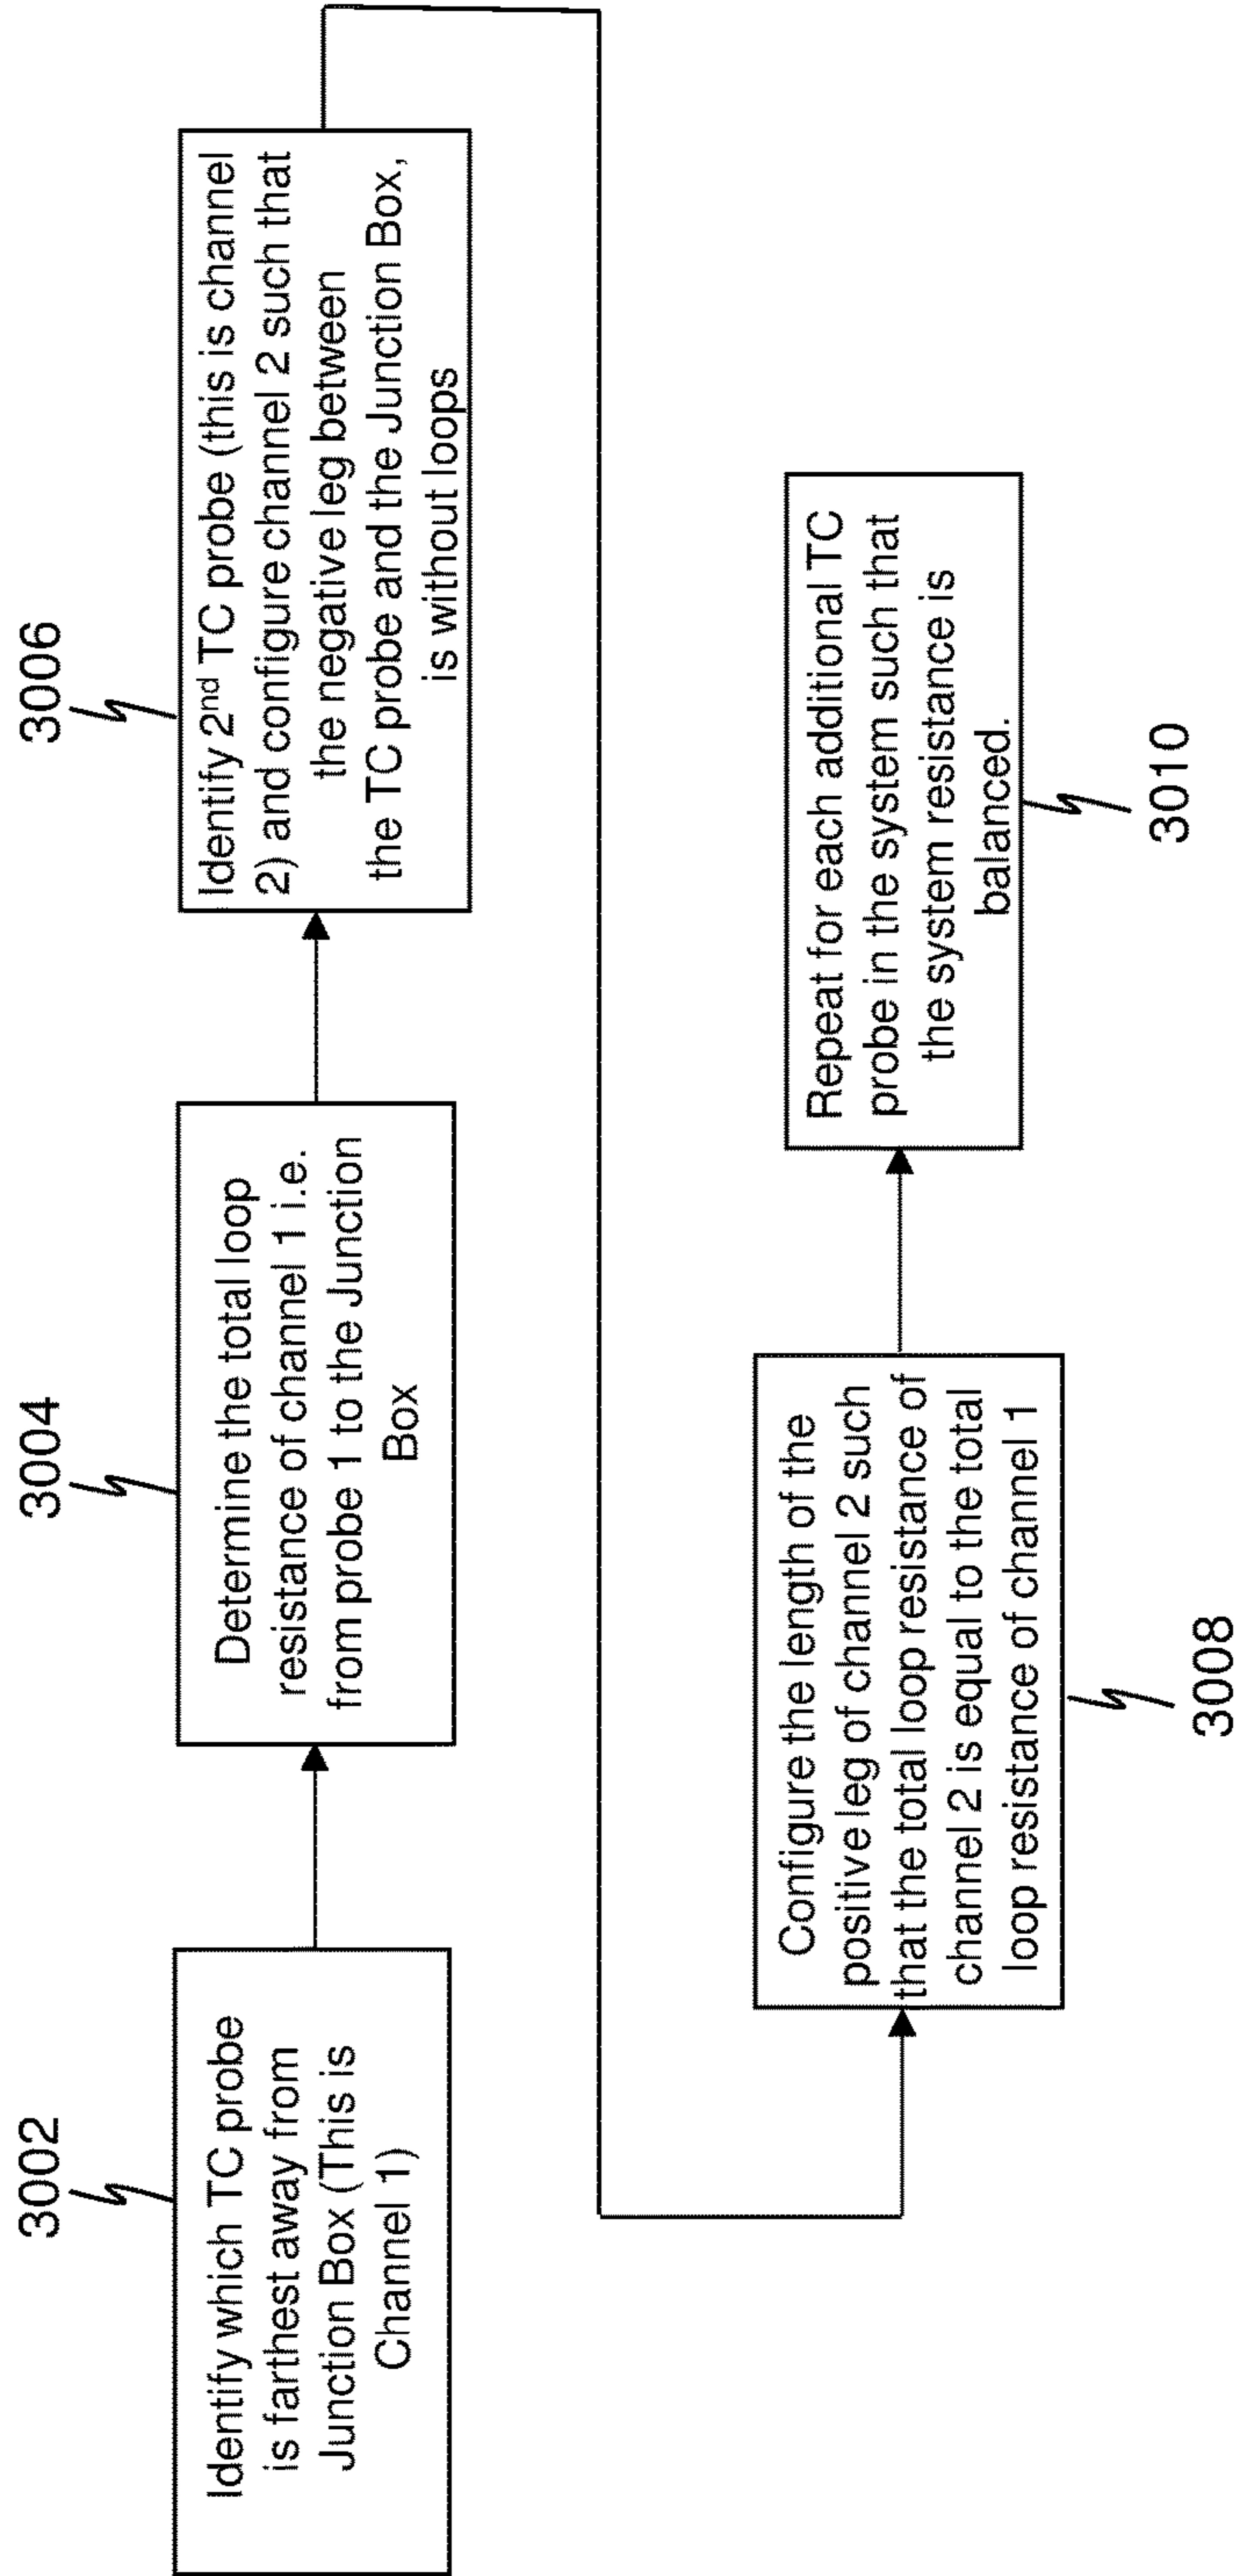 3002
Identify which TC probe
is farthest away from
Junction Box (This is
Channel 1)
3004
Determine the total loop
resistance of channel 1 i.e.
from probe 1 to the Junction
Box
3006
Identify 2nd TC probe (this is channel
2) and configure channel 2 such that
the negative leg between
the TC probe and the Junction Box,
is without loops
Configure the length of the
positive leg of channel 2 such
that the total loop resistance of
channel 2 is equal to the total
loop resistance of channel 1
3008
Repeat for each additional TC
probe in the system such that
the system resistance is
balanced.
3010